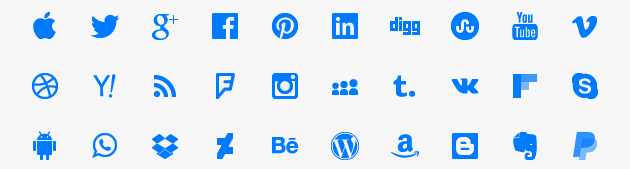 g+ f p in digg You Tube v
Y! t. S
Bē W a B P